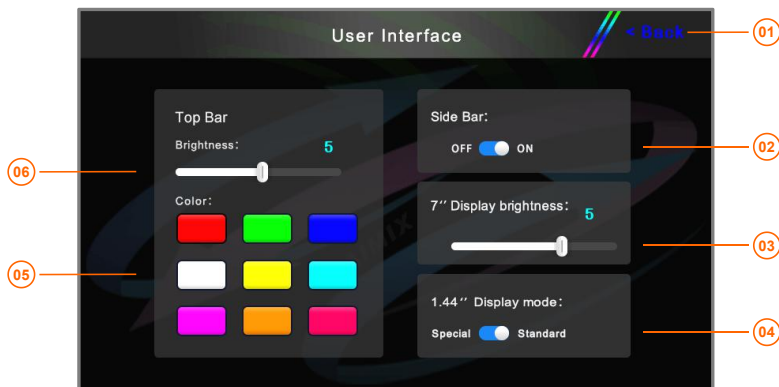 User Interface
< Back
01
Top Bar
Brightness:
5
06
Color:
05
Side Bar:
OFF
ON
02
7′′ Display brightness:
5
03
1.44′′ Display mode:
Special
Standard
04